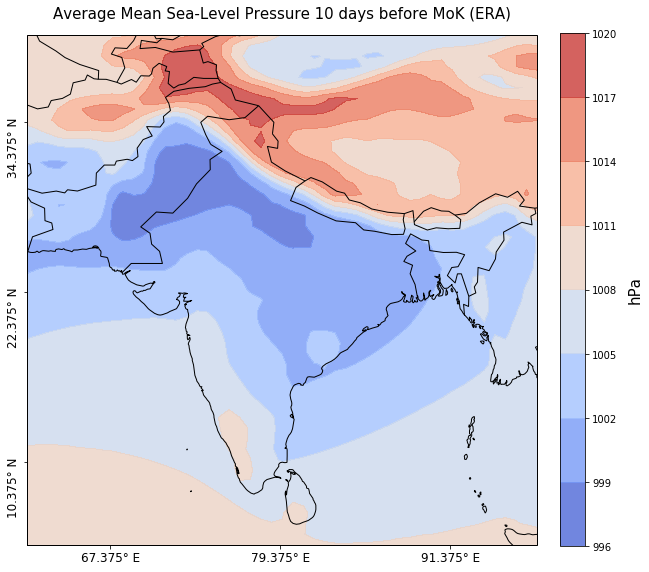 Average Mean Sea-Level Pressure 10 days before MoK (ERA)
34.375° N
22.375° N
10.375° N
67.375° E
79.375° E
91.375° E
1020
1017
1014
1011
1008
1005
1002
999
996
hPa